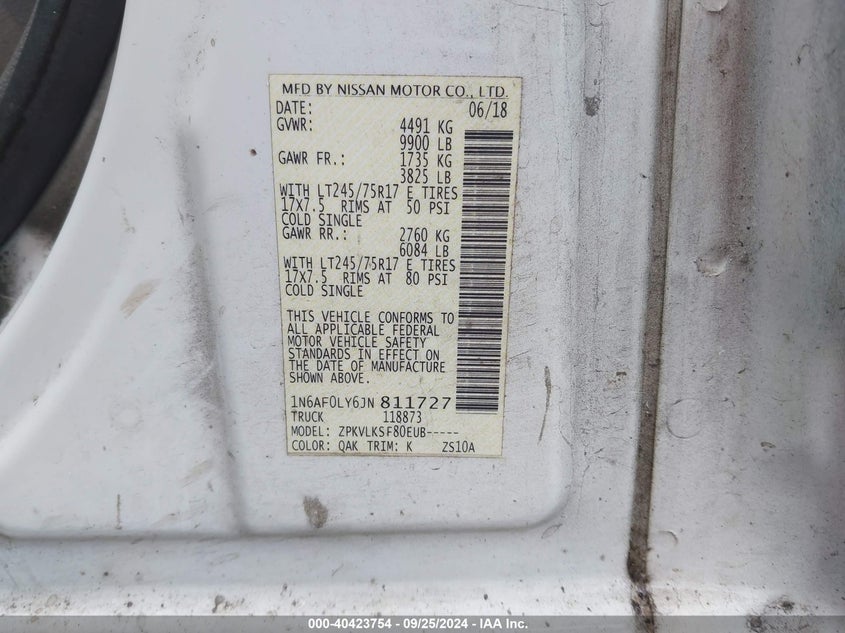 MFD BY NISSAN MOTOR CO., LTD.
DATE: 06/18
GVWR: 4491 KG
9900 LB
GAWR FR.: 1735 KG
3825 LB
WITH LT245/75R17 E TIRES
17X7.5 RIMS AT 50 PSI
COLD SINGLE
GAWR RR.: 2760 KG
6084 LB
WITH LT245/75R17 E TIRES
17X7.5 RIMS AT 80 PSI
COLD SINGLE
THIS VEHICLE CONFORMS TO
ALL APPLICABLE FEDERAL
MOTOR VEHICLE SAFETY
STANDARDS IN EFFECT ON
THE DATE OF MANUFACTURE
SHOWN ABOVE.
1N6AF0LY6JN 811727
TRUCK 118873
MODEL: ZPKVLKSF80EUB-----
COLOR: QAK TRIM: K ZS10A
000-40423754 - 09/25/2024 - IAA Inc.